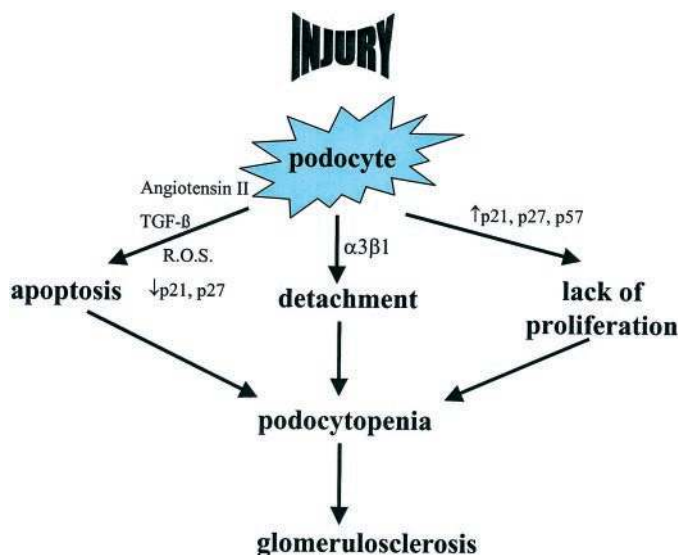 INJURY
podocyte
Angiotensin II
TGF-ß
R.O.S.
↓p21, p27
α3β1
↑p21, p27, p57
apoptosis
detachment
lack of
proliferation
podocytopenia
glomerulosclerosis